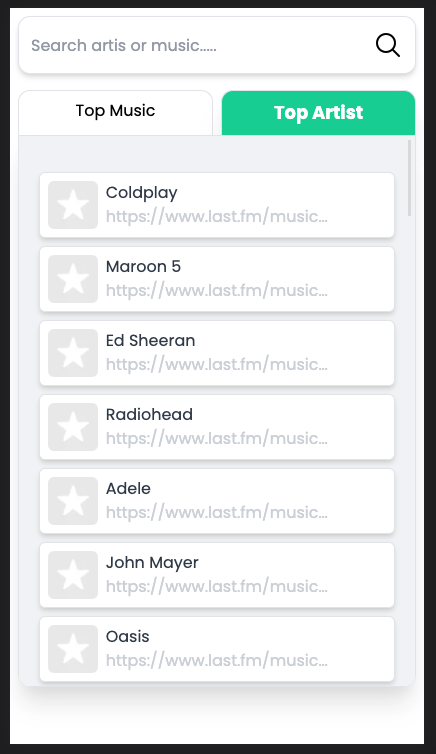 Search artis or music.....
Top Music
Top Artist
Coldplay
https://www.last.fm/music...
Maroon 5
https://www.last.fm/music...
Ed Sheeran
https://www.last.fm/music...
Radiohead
https://www.last.fm/music...
Adele
https://www.last.fm/music...
John Mayer
https://www.last.fm/music...
Oasis
https://www.last.fm/music...